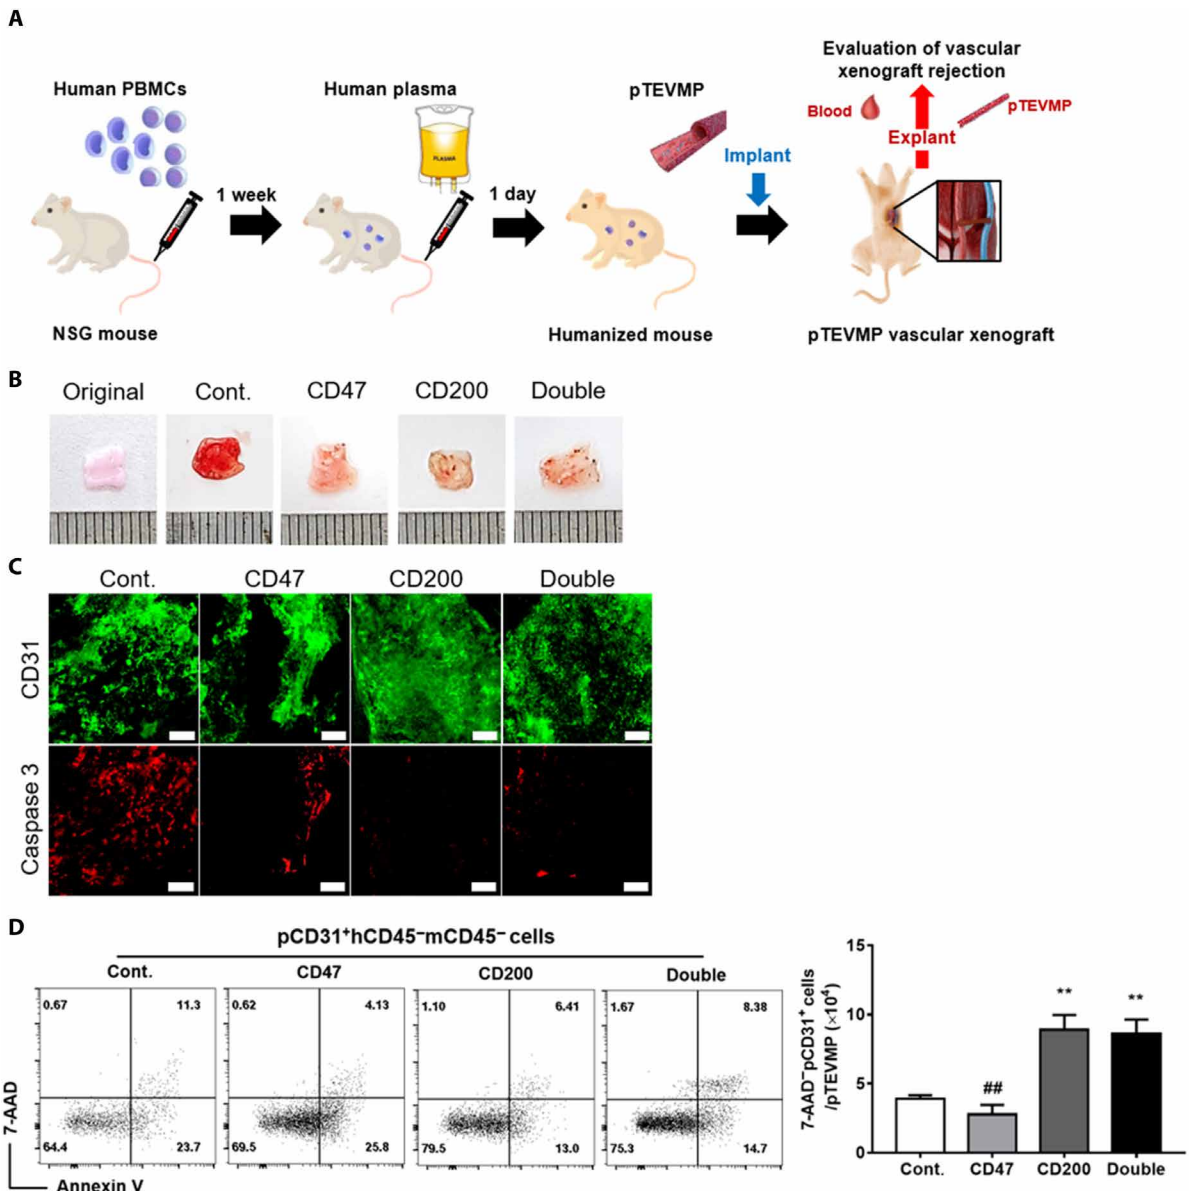 A
Human PBMCs
Human plasma
pTEVMP
Evaluation of vascular
xenograft rejection
Blood
pTEVMP
Explant
Implant
PLASMA
1 week
1 day
NSG mouse
Humanized mouse
pTEVMP vascular xenograft
B
Original
Cont.
CD47
CD200
Double
C
Cont.
CD47
CD200
Double
CD31
Caspase 3
D
pCD31⁺hCD45⁻mCD45⁻ cells
Cont.
CD47
CD200
Double
0.67
11.3
0.62
4.13
1.10
6.41
1.67
8.38
64.4
23.7
69.5
25.8
79.5
13.0
75.3
14.7
7-AAD
Annexin V
7-AAD⁻pCD31⁺ cells
/pTEVMP (×10⁴)
15
10
5
0
##
**
**
Cont.
CD47
CD200
Double